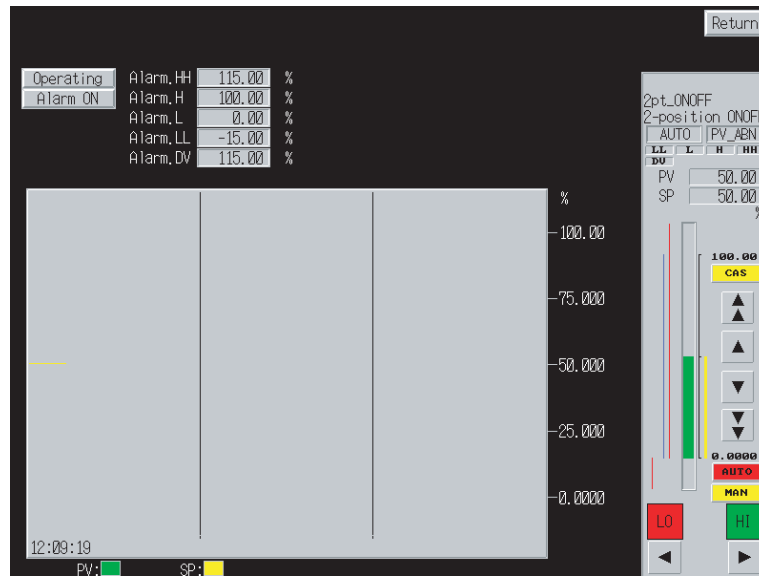 Return
Operating
Alarm ON
Alarm.HH 115.00 %
Alarm.H 100.00 %
Alarm.L 0.00 %
Alarm.LL -15.00 %
Alarm.DV 115.00 %
2pt_ONOFF
2-position ONOF
AUTO PV_ABN
LL L H HH
DV
PV 50.00
SP 50.00
%
%
100.00
75.000
50.000
25.000
0.0000
100.00
CAS
0.0000
AUTO
MAN
LO HI
12:09:19
PV: SP: